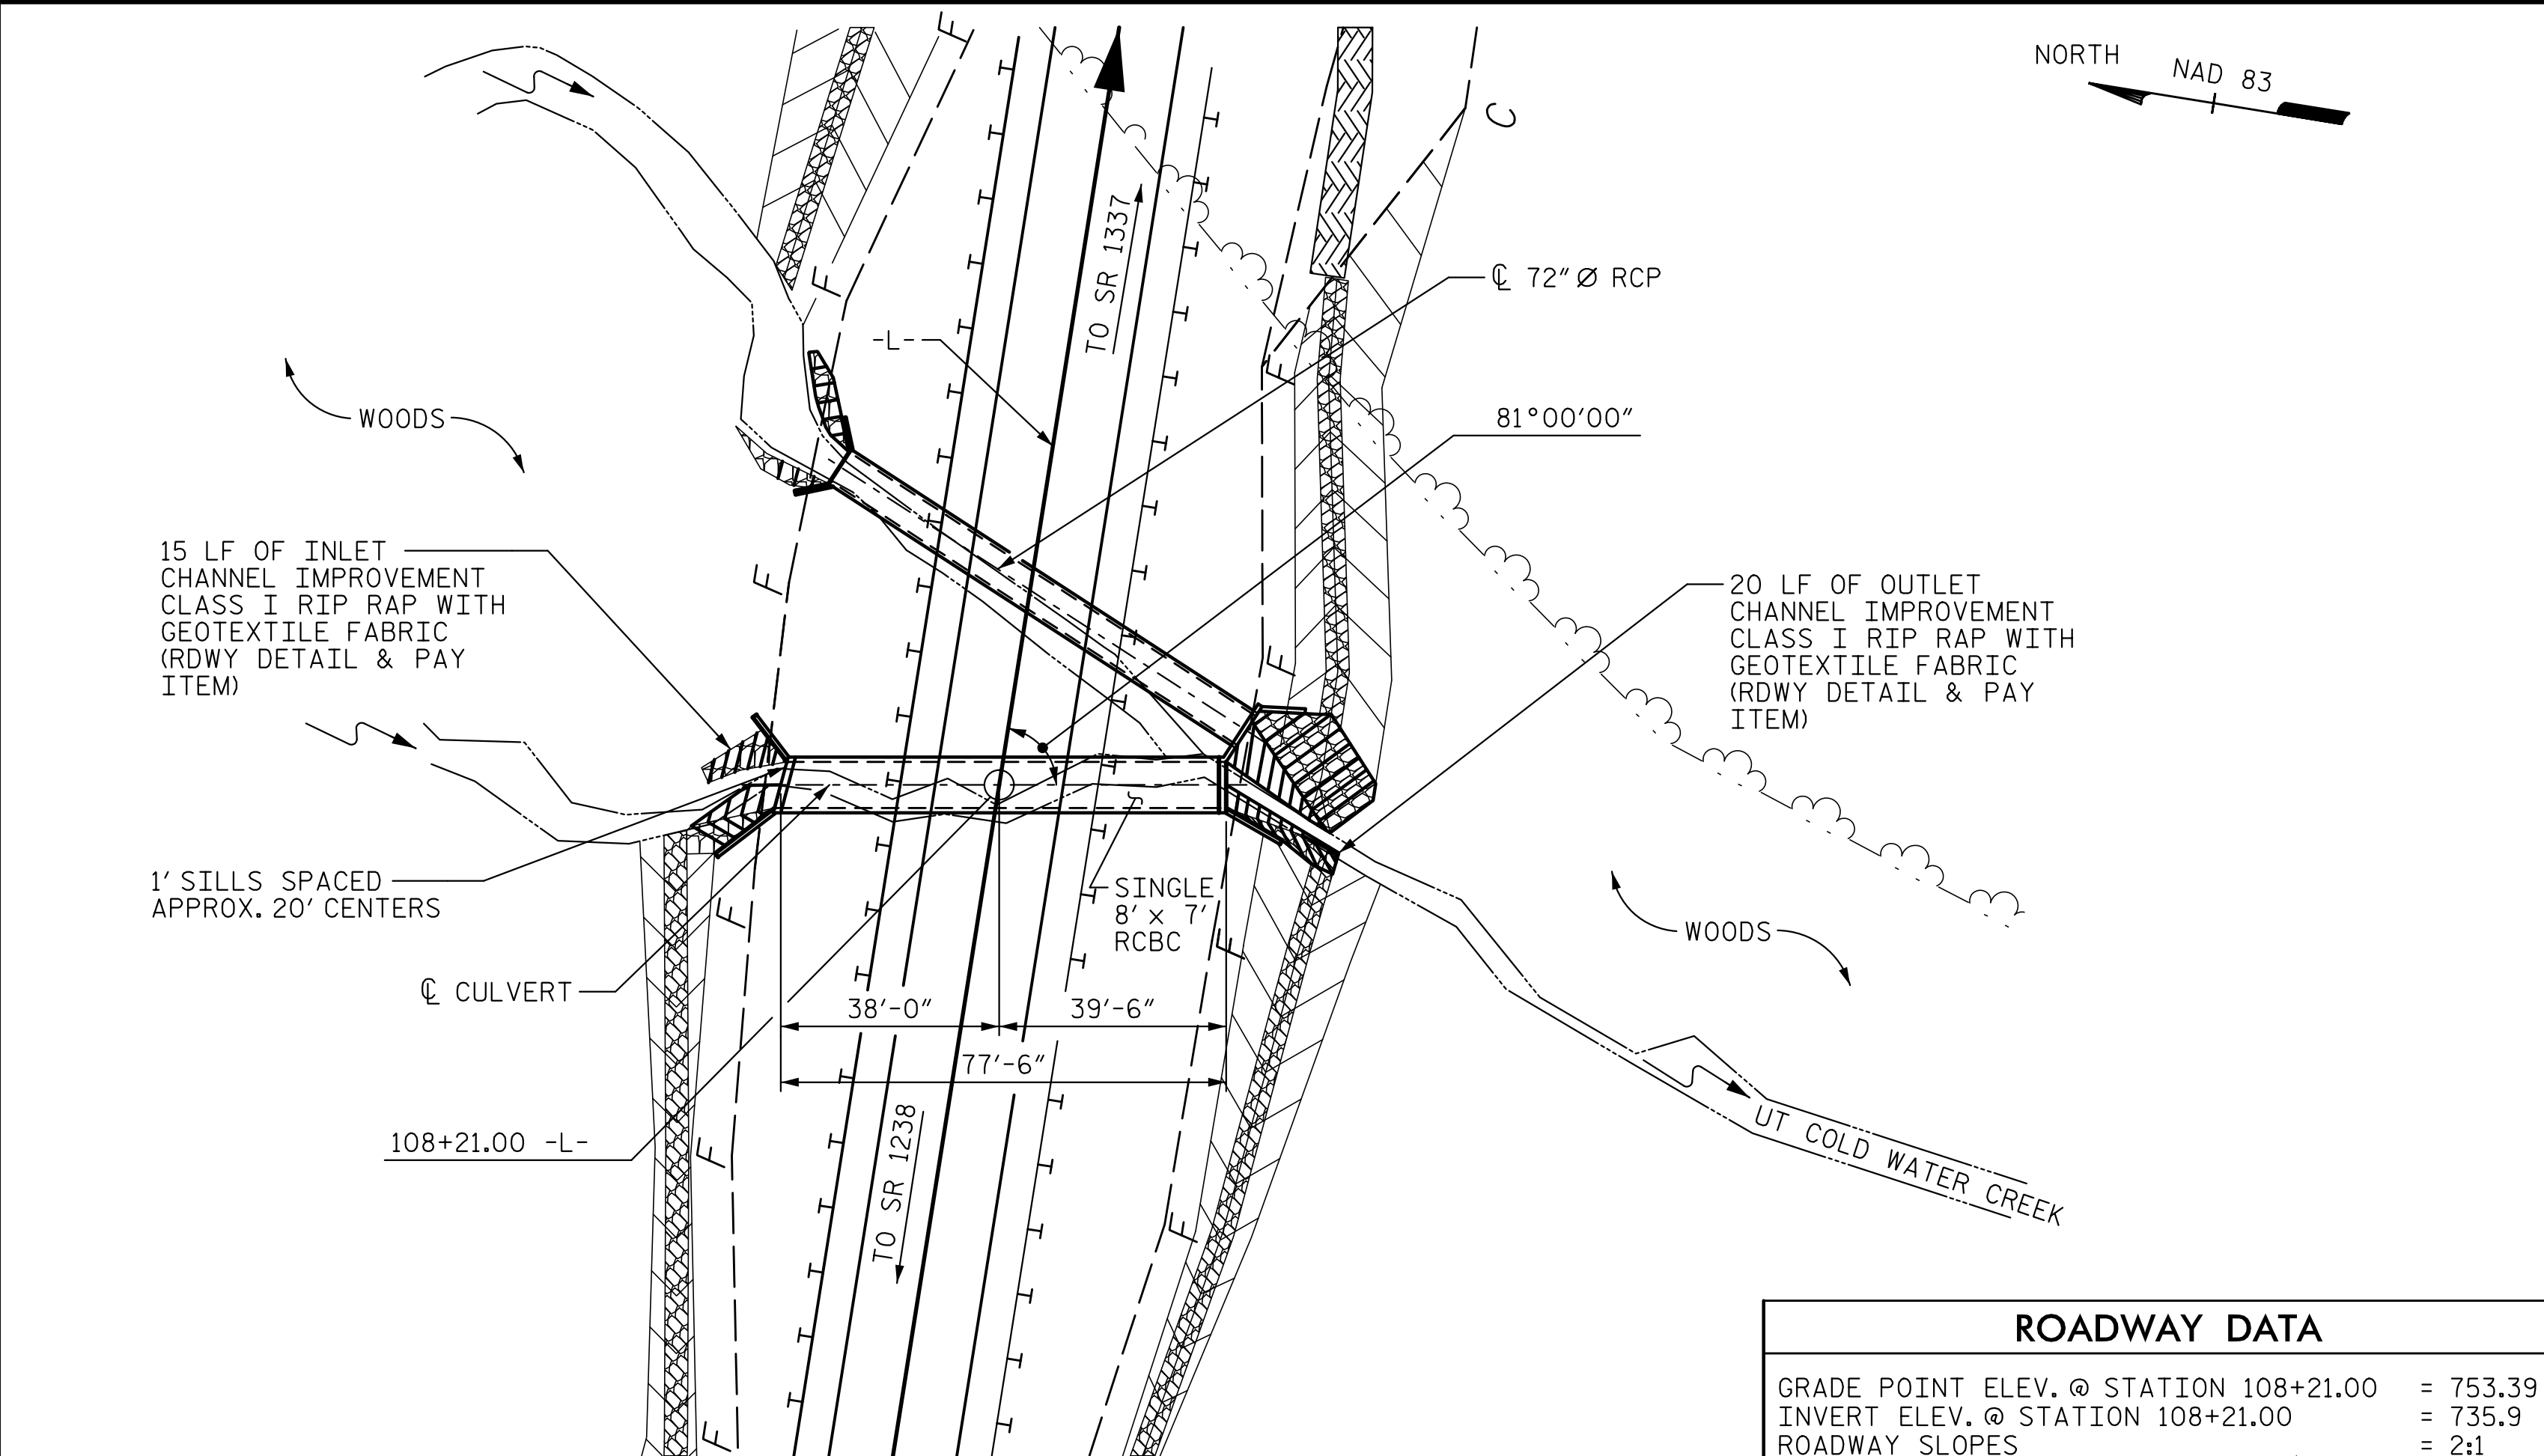 NORTH
NAD 83
F
C
TO SR 1337
℄ 72"Ø RCP
F
-L-
F
81°00'00"
WOODS
15 LF OF INLET
CHANNEL IMPROVEMENT
CLASS I RIP RAP WITH
GEOTEXTILE FABRIC
(RDWY DETAIL & PAY
ITEM)
F
F
20 LF OF OUTLET
CHANNEL IMPROVEMENT
CLASS I RIP RAP WITH
GEOTEXTILE FABRIC
(RDWY DETAIL & PAY
ITEM)
1' SILLS SPACED
APPROX. 20' CENTERS
F
SINGLE
8' x 7'
RCBC
F
WOODS
℄ CULVERT
38'-0"
39'-6"
77'-6"
108+21.00 -L-
F
TO SR 1238
F
UT COLD WATER CREEK
F
ROADWAY DATA
GRADE POINT ELEV. @ STATION 108+21.00 = 753.39
INVERT ELEV. @ STATION 108+21.00 = 735.9
ROADWAY SLOPES = 2:1